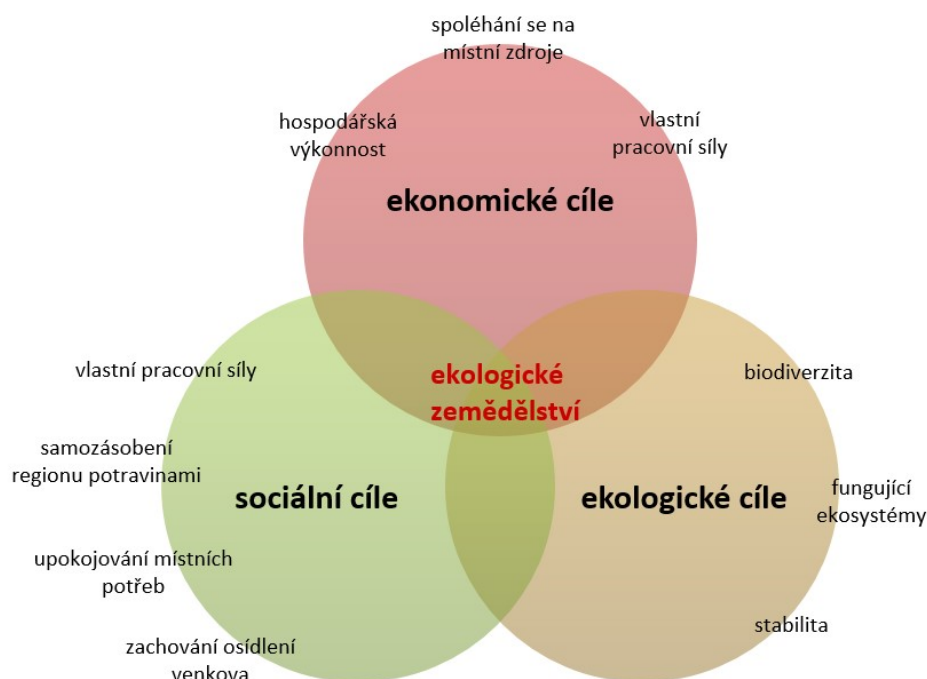 spoléhání se na
místní zdroje
hospodářská
výkonnost
vlastní
pracovní síly
ekonomické cíle
vlastní pracovní síly
samozásobení
regionu potravinami
upokojování místních
potřeb
zachování osídlení
venkova
sociální cíle
ekologické
zemědělství
ekologické cíle
biodiverzita
fungující
ekosystémy
stabilita